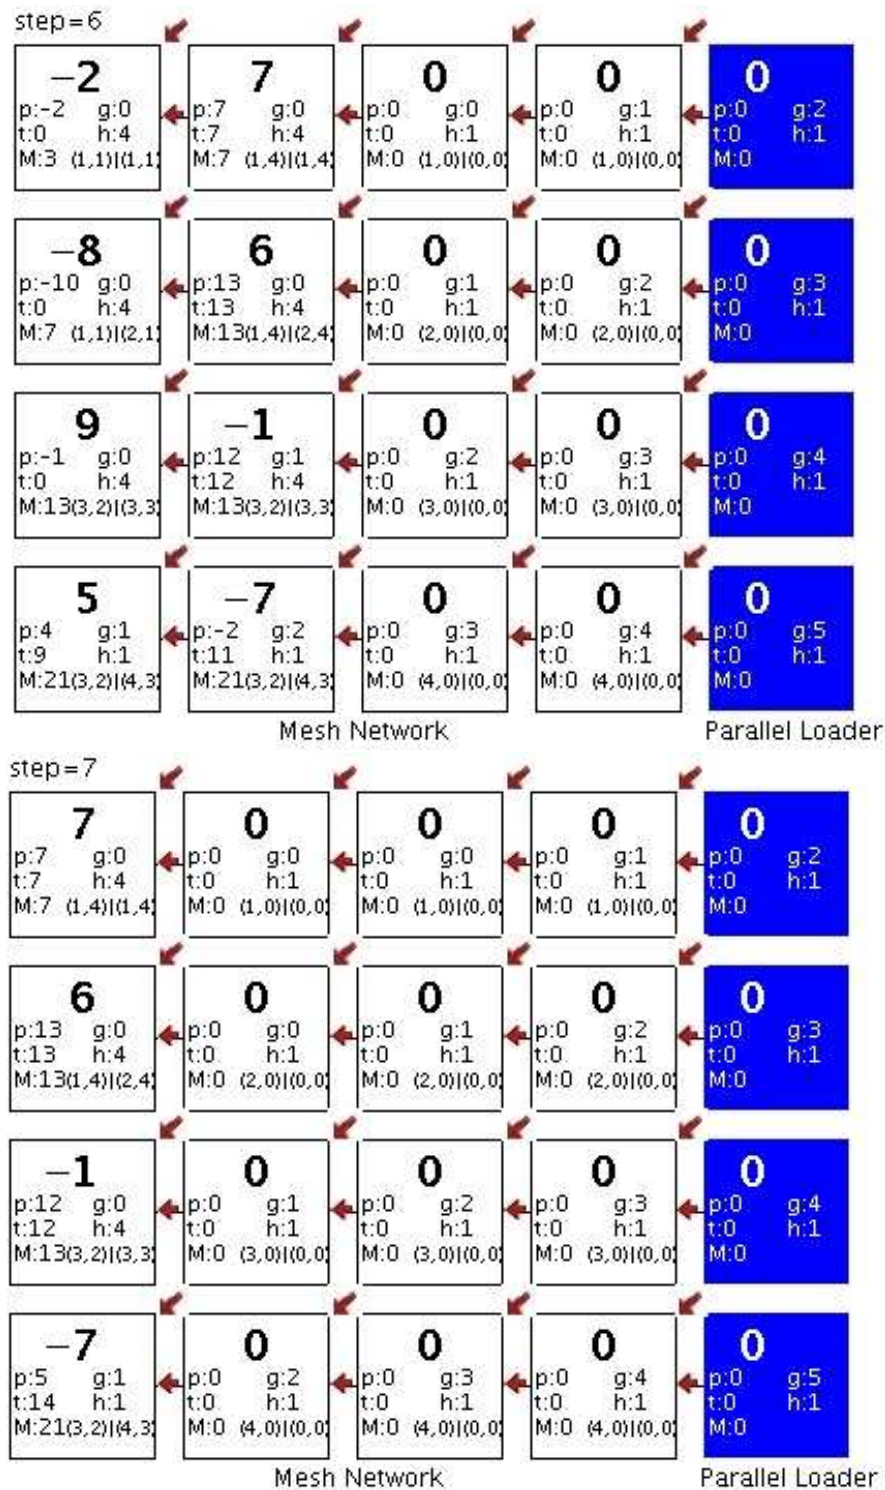 step=6
−2 7 0 0 0
p:-2 g:0 p:7 g:0 p:0 g:0 p:0 g:1 p:0 g:2
t:0 h:4 t:7 h:4 t:0 h:1 t:0 h:1 t:0 h:1
M:3 (1,1)|(1,1) M:7 (1,4)|(1,4) M:0 (1,0)|(0,0) M:0 (1,0)|(0,0) M:0
−8 6 0 0 0
p:-10 g:0 p:13 g:0 p:0 g:1 p:0 g:2 p:0 g:3
t:0 h:4 t:13 h:4 t:0 h:1 t:0 h:1 t:0 h:1
M:7 (1,1)|(2,1) M:13(1,4)|(2,4) M:0 (2,0)|(0,0) M:0 (2,0)|(0,0) M:0
9 −1 0 0 0
p:-1 g:0 p:12 g:1 p:0 g:2 p:0 g:3 p:0 g:4
t:0 h:4 t:12 h:4 t:0 h:1 t:0 h:1 t:0 h:1
M:13(3,2)|(3,3) M:13(3,2)|(3,3) M:0 (3,0)|(0,0) M:0 (3,0)|(0,0) M:0
5 −7 0 0 0
p:4 g:1 p:-2 g:2 p:0 g:3 p:0 g:4 p:0 g:5
t:9 h:1 t:11 h:1 t:0 h:1 t:0 h:1 t:0 h:1
M:21(3,2)|(4,3) M:21(3,2)|(4,3) M:0 (4,0)|(0,0) M:0 (4,0)|(0,0) M:0
Mesh Network Parallel Loader
step=7
7 0 0 0 0
p:7 g:0 p:0 g:0 p:0 g:0 p:0 g:1 p:0 g:2
t:7 h:4 t:0 h:1 t:0 h:1 t:0 h:1 t:0 h:1
M:7 (1,4)|(1,4) M:0 (1,0)|(0,0) M:0 (1,0)|(0,0) M:0 (1,0)|(0,0) M:0
6 0 0 0 0
p:13 g:0 p:0 g:0 p:0 g:1 p:0 g:2 p:0 g:3
t:13 h:4 t:0 h:1 t:0 h:1 t:0 h:1 t:0 h:1
M:13(1,4)|(2,4) M:0 (2,0)|(0,0) M:0 (2,0)|(0,0) M:0 (2,0)|(0,0) M:0
−1 0 0 0 0
p:12 g:0 p:0 g:1 p:0 g:2 p:0 g:3 p:0 g:4
t:12 h:4 t:0 h:1 t:0 h:1 t:0 h:1 t:0 h:1
M:13(3,2)|(3,3) M:0 (3,0)|(0,0) M:0 (3,0)|(0,0) M:0 (3,0)|(0,0) M:0
−7 0 0 0 0
p:5 g:1 p:0 g:2 p:0 g:3 p:0 g:4 p:0 g:5
t:14 h:1 t:0 h:1 t:0 h:1 t:0 h:1 t:0 h:1
M:21(3,2)|(4,3) M:0 (4,0)|(0,0) M:0 (4,0)|(0,0) M:0 (4,0)|(0,0) M:0
Mesh Network Parallel Loader